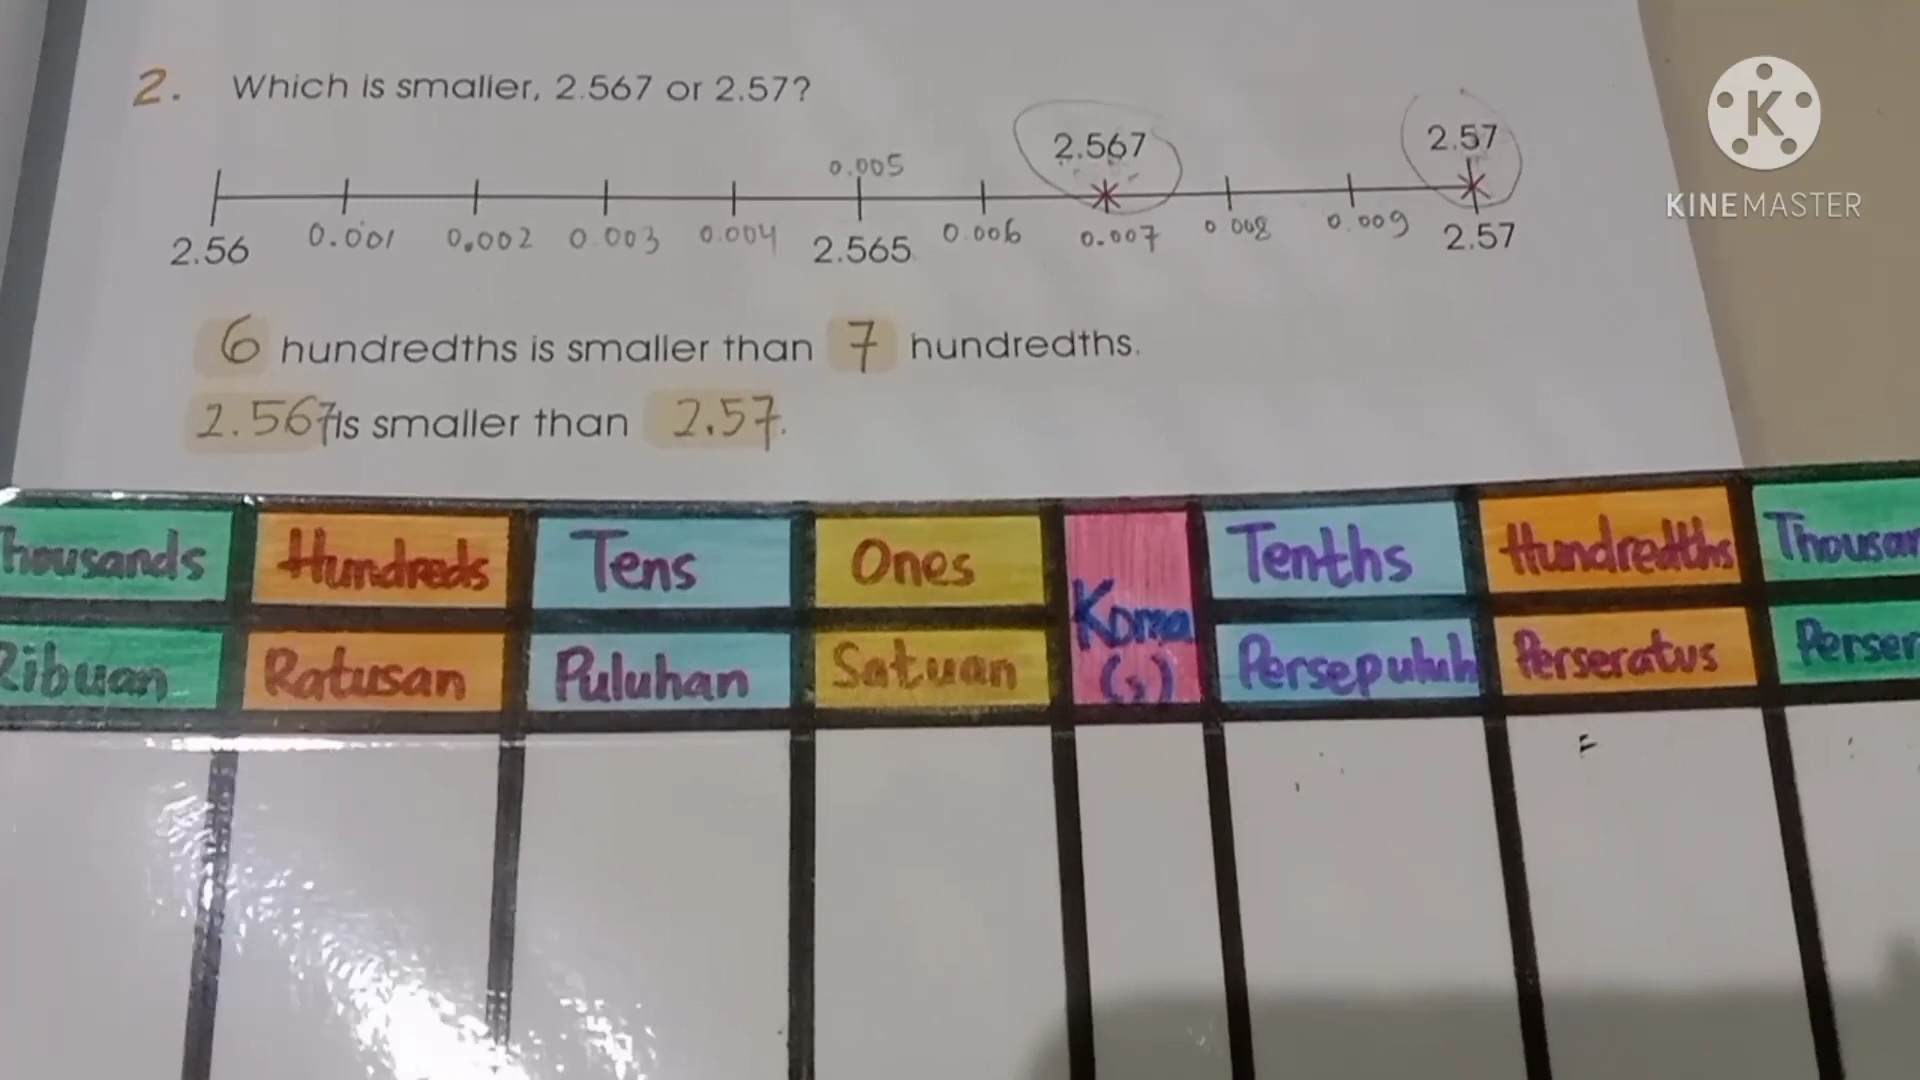 2. Which is smaller, 2.567 or 2.57?
2.567 2.57
0.005
2.56 0.001 0.002 0.003 0.004 2.565 0.006 0.007 0.008 0.009 2.57
6 hundredths is smaller than 7 hundredths.
2.567 is smaller than 2.57.
K
KINEMASTER
Thousands Hundreds Tens Ones Koma (,) Tenths Hundredths
Ribuan Ratusan Puluhan Satuan Persepuluh Perseratus